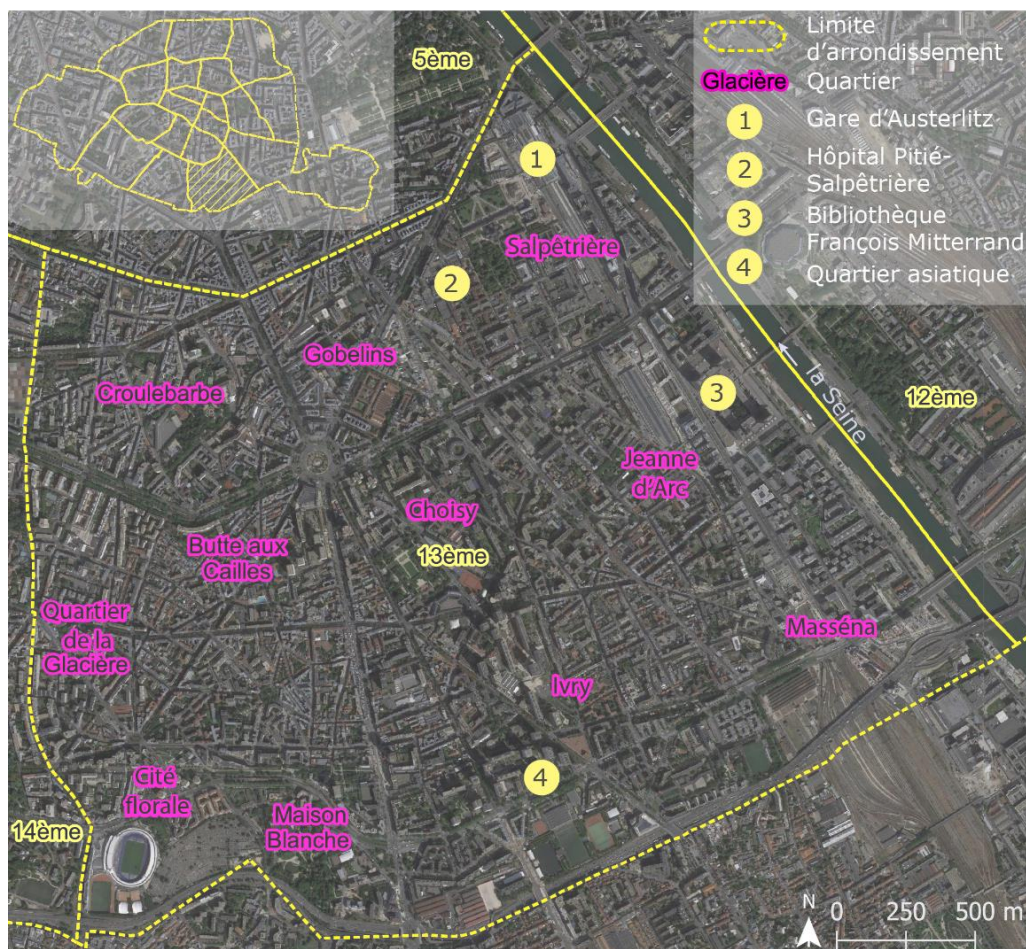 5ème
Limite
d'arrondissement
Glacière
Quartier
1
Gare d'Austerlitz
2
Hôpital Pitié-
Salpêtrière
3
Bibliothèque
François Mitterrand
4
Quartier asiatique
1
Salpêtrière
2
Gobelins
Croulebarbe
3
la Seine
12ème
Jeanne
d'Arc
Choisy
13ème
Butte aux
Cailles
Quartier
de la
Glacière
Masséna
Ivry
4
Cité
florale
Maison
Blanche
14ème
N
0 250 500 m